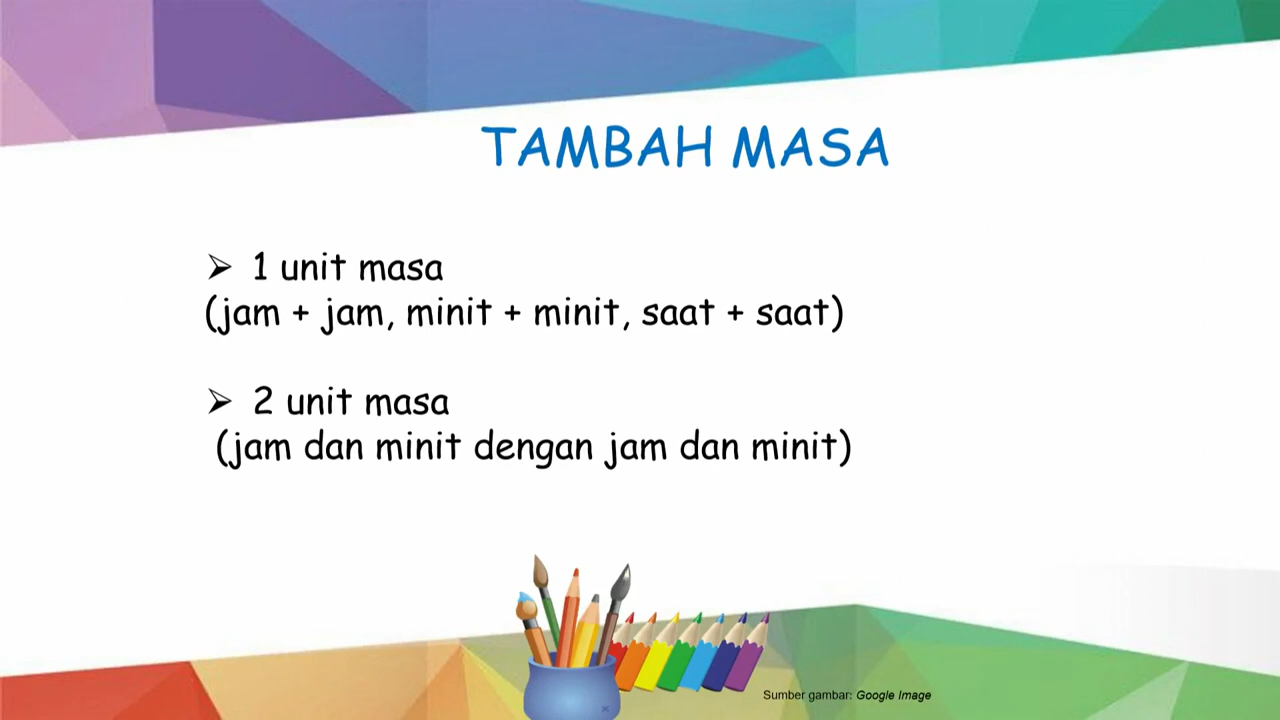 TAMBAH MASA
➢ 1 unit masa
(jam + jam, minit + minit, saat + saat)
➢ 2 unit masa
(jam dan minit dengan jam dan minit)
Sumber gambar: Google Image